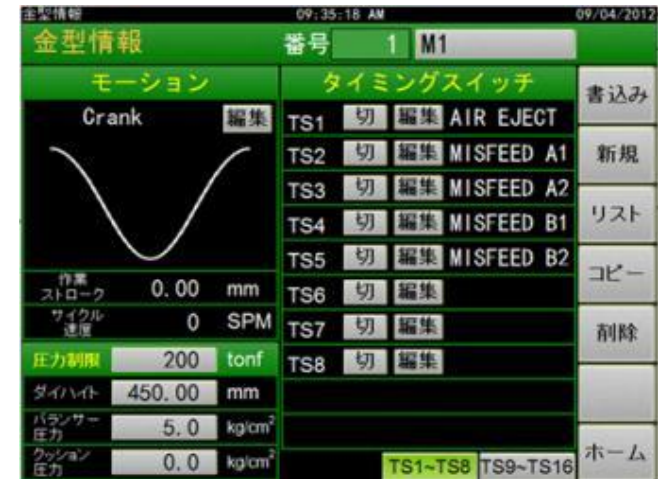 金型情報 09:35:18 AM 09/04/2012
金型情報 番号 1 M1
モーション
Crank 編集
作業ストローク 0.00 mm
サイクル速度 0 SPM
圧力制限 200 tonf
ダイハイト 450.00 mm
バランサー圧力 5.0 kg/cm²
クッション圧力 0.0 kg/cm²
タイミングスイッチ
TS1 切 編集 AIR EJECT
TS2 切 編集 MISFEED A1
TS3 切 編集 MISFEED A2
TS4 切 編集 MISFEED B1
TS5 切 編集 MISFEED B2
TS6 切 編集
TS7 切 編集
TS8 切 編集
TS1~TS8 TS9~TS16
書込み
新規
リスト
コピー
削除
ホーム